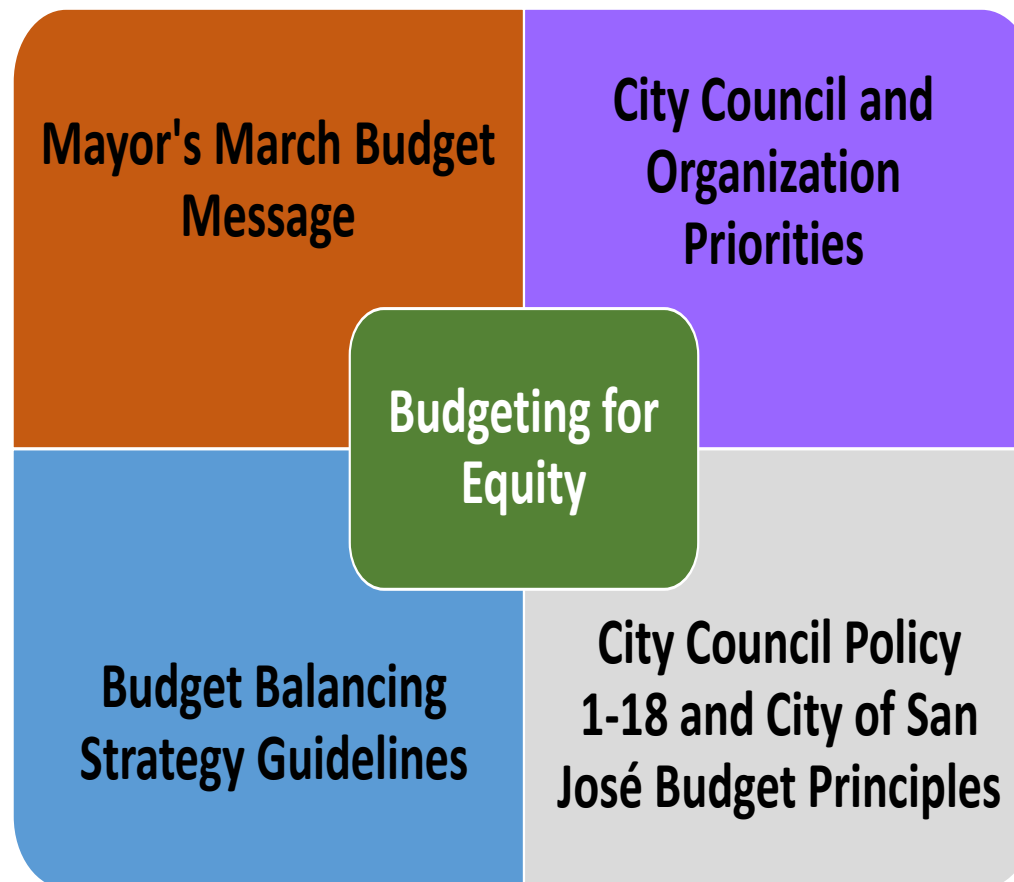 Mayor's March Budget
Message
City Council and
Organization
Priorities
Budgeting for
Equity
Budget Balancing
Strategy Guidelines
City Council Policy
1-18 and City of San
José Budget Principles